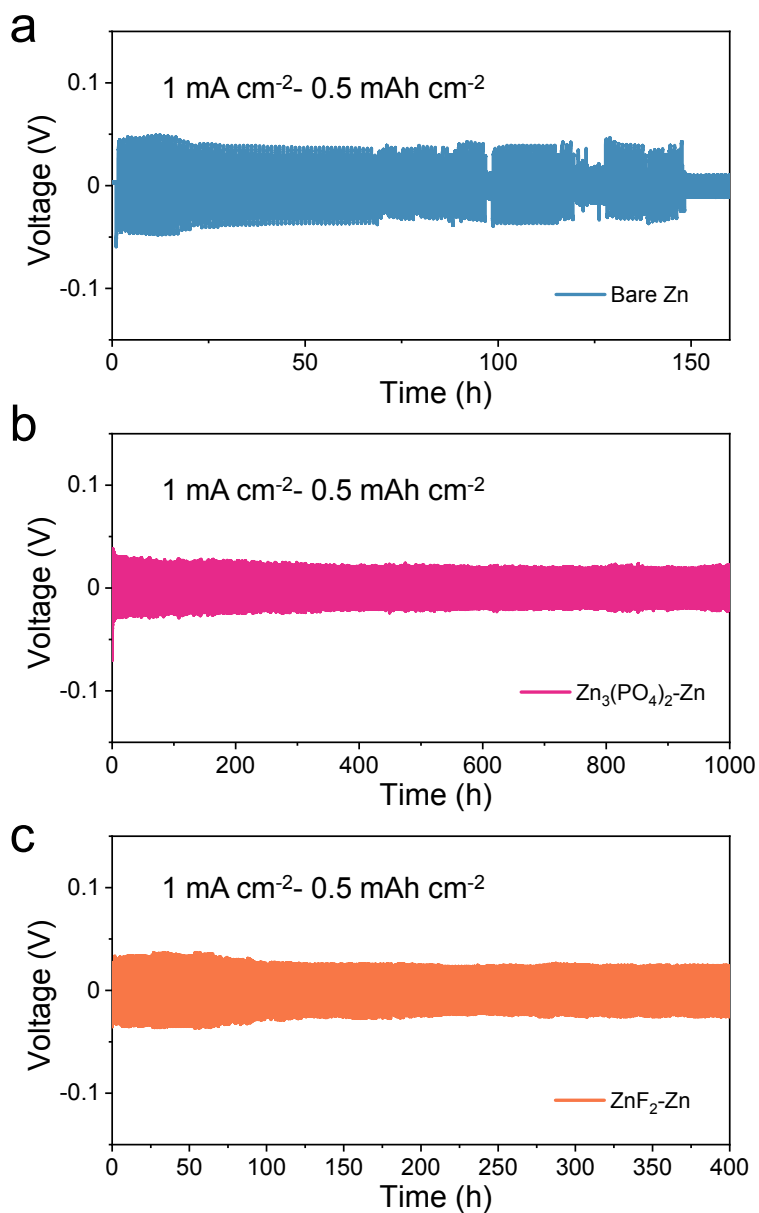 a
1 mA cm⁻²- 0.5 mAh cm⁻²
0.1
0
-0.1
Voltage (V)
Bare Zn
0 50 100 150
Time (h)
b
1 mA cm⁻²- 0.5 mAh cm⁻²
0.1
0
-0.1
Voltage (V)
Zn₃(PO₄)₂-Zn
0 200 400 600 800 1000
Time (h)
c
1 mA cm⁻²- 0.5 mAh cm⁻²
0.1
0
-0.1
Voltage (V)
ZnF₂-Zn
0 50 100 150 200 250 300 350 400
Time (h)